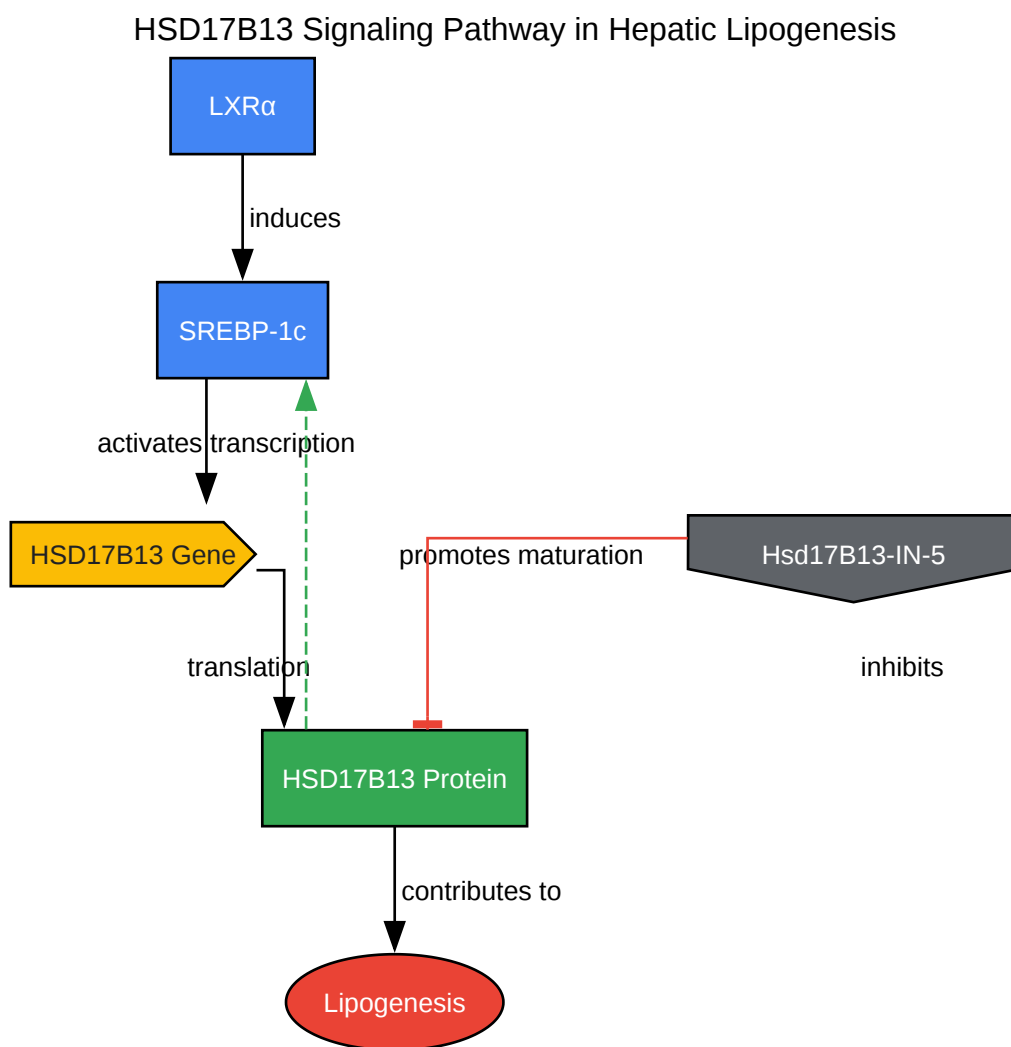 HSD17B13 Signaling Pathway in Hepatic Lipogenesis
LXRα
induces
SREBP-1c
activates transcription
HSD17B13 Gene
promotes maturation
Hsd17B13-IN-5
translation
inhibits
HSD17B13 Protein
contributes to
Lipogenesis